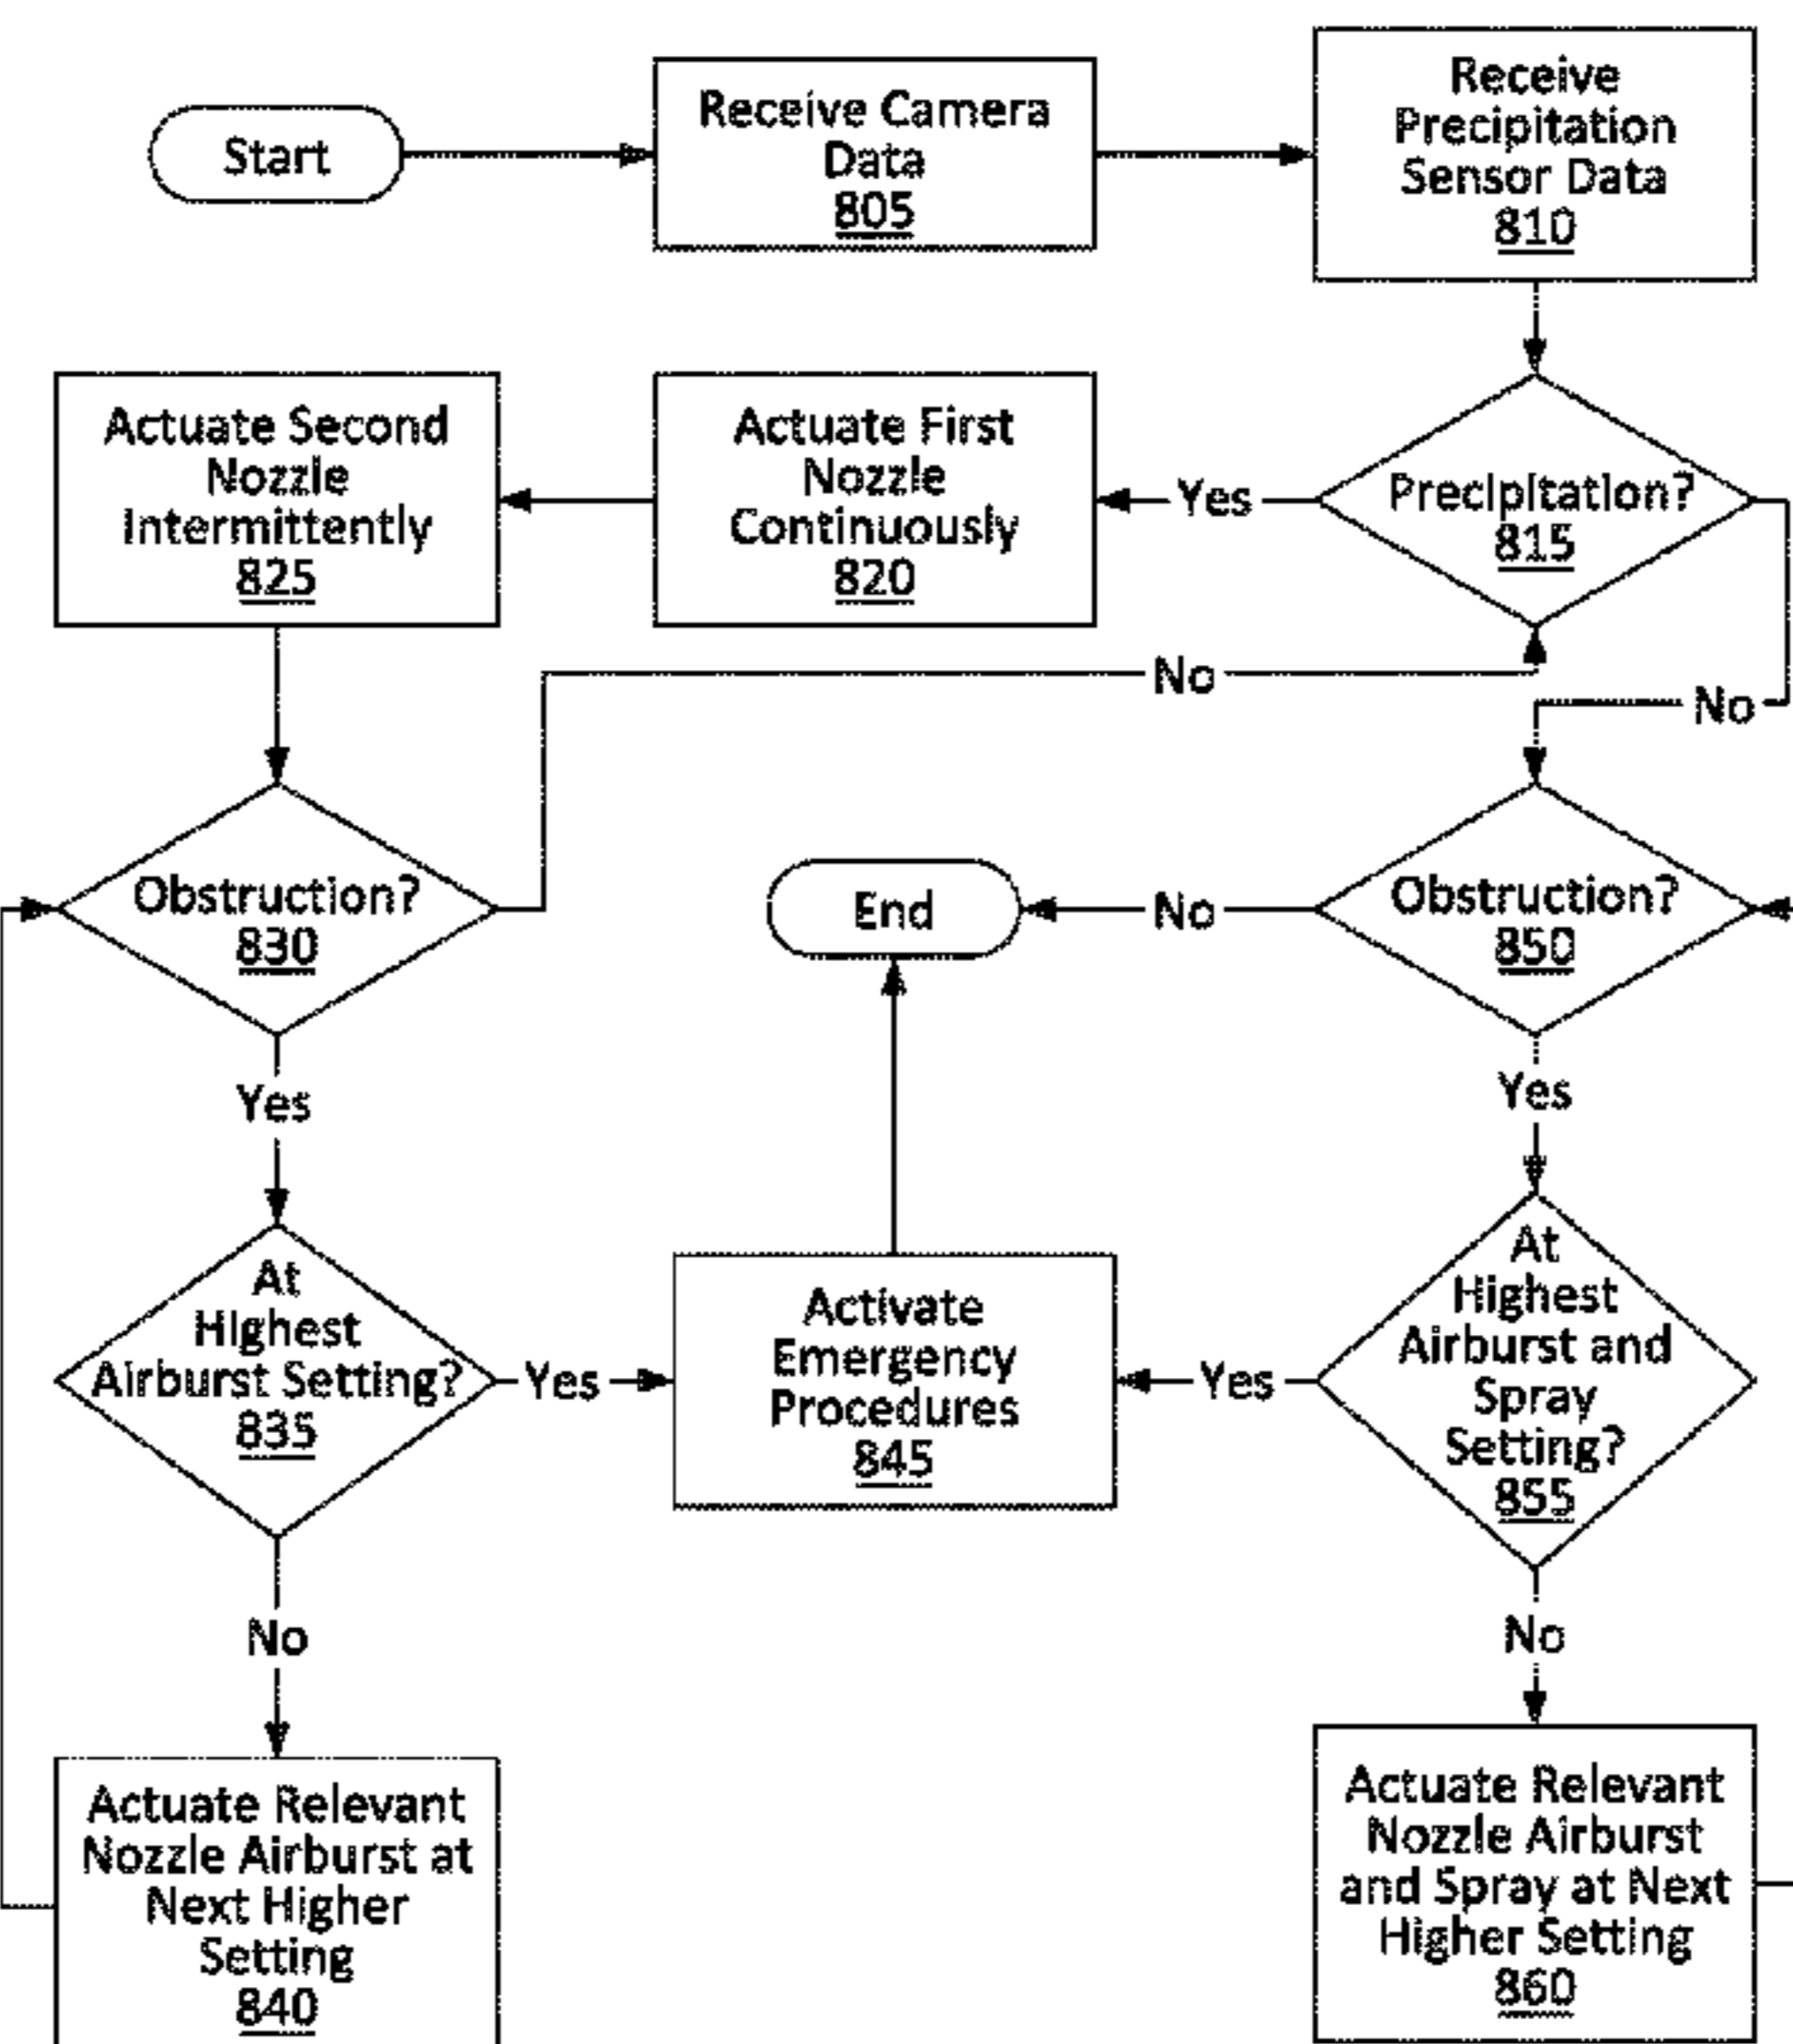 Start
Receive Camera
Data
805
Receive
Precipitation
Sensor Data
810
Actuate Second
Nozzle
Intermittently
825
Actuate First
Nozzle
Continuously
820
Yes
Precipitation?
815
No
No
Obstruction?
830
End
No
Obstruction?
850
Yes
Yes
At
Highest
Airburst Setting?
835
Yes
Activate
Emergency
Procedures
845
Yes
At
Highest
Airburst and
Spray
Setting?
855
No
No
Actuate Relevant
Nozzle Airburst at
Next Higher
Setting
840
Actuate Relevant
Nozzle Airburst
and Spray at Next
Higher Setting
860